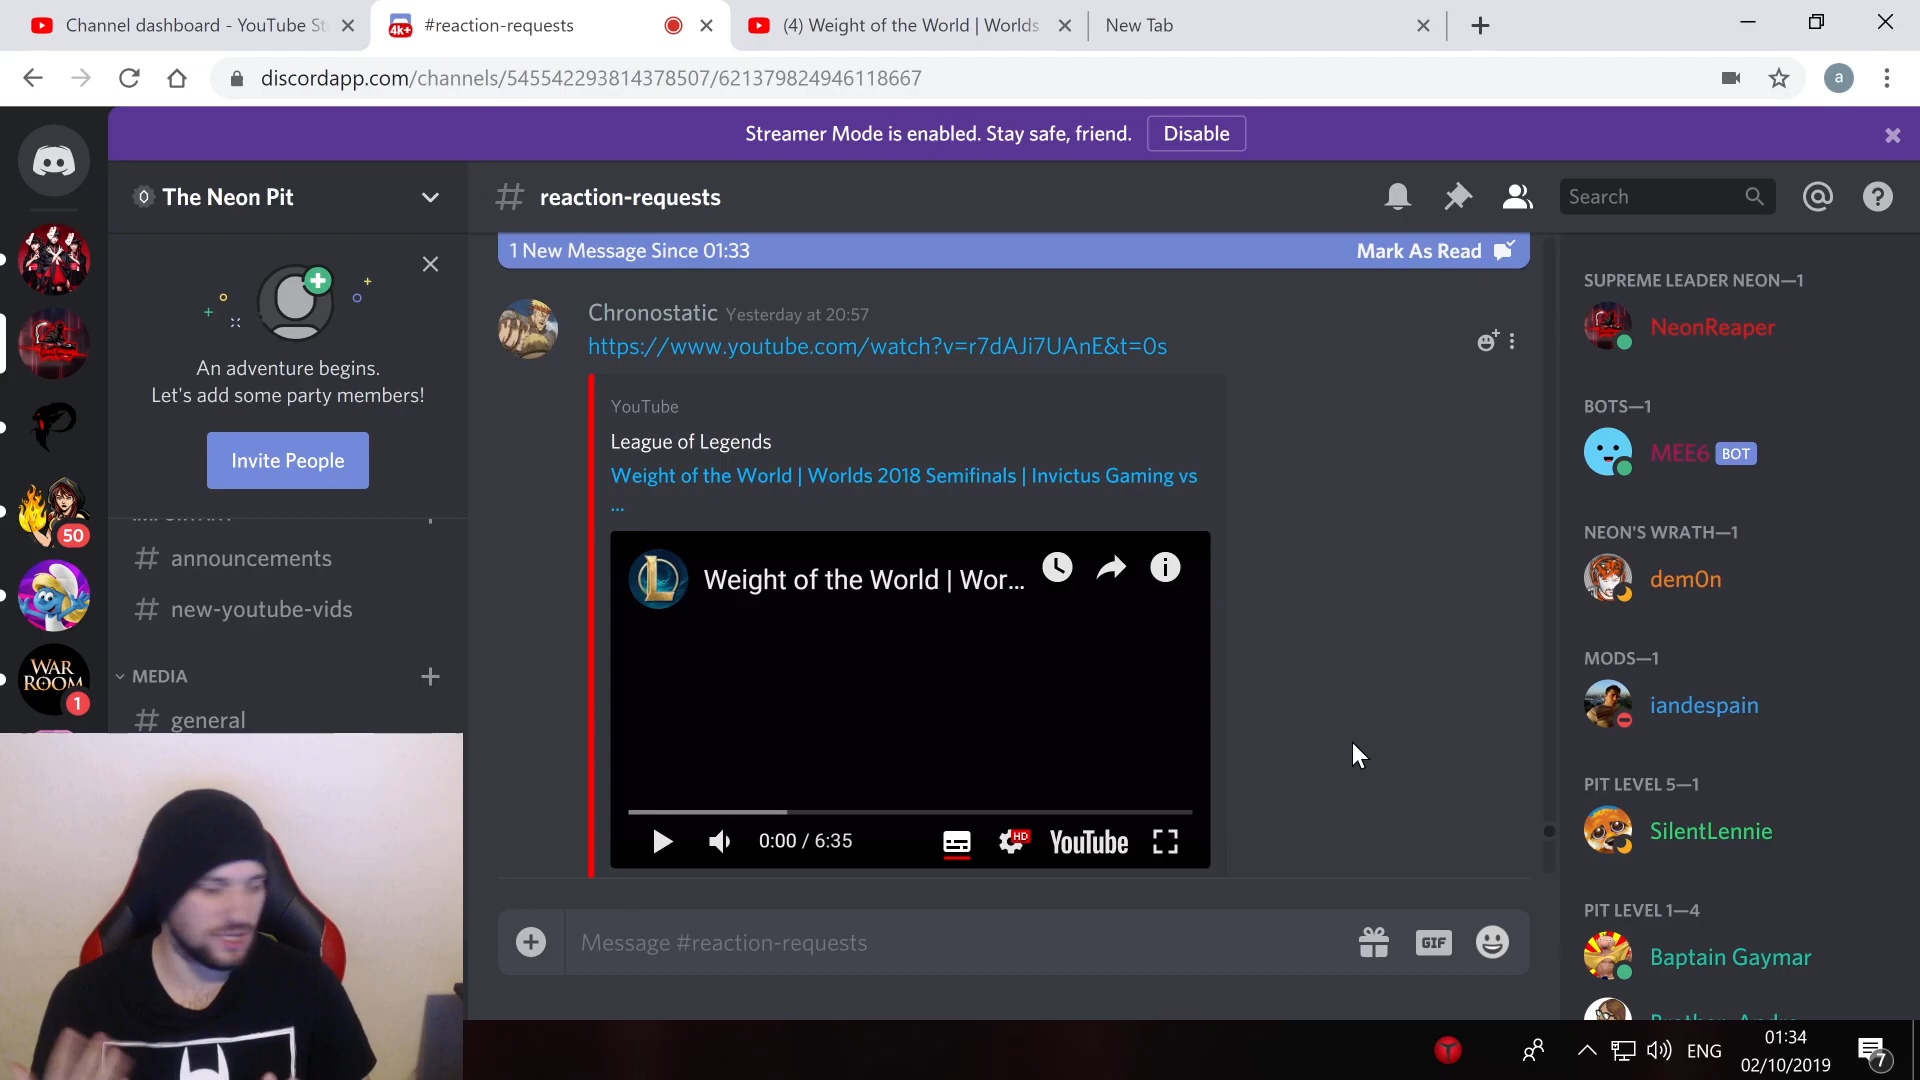 Channel dashboard - YouTube St
#reaction-requests
(4) Weight of the World | Worlds
New Tab
4k+
discordapp.com/channels/545542293814378507/621379824946118667
a
Streamer Mode is enabled. Stay safe, friend.
Disable
The Neon Pit
reaction-requests
Search
1 New Message Since 01:33
Mark As Read
An adventure begins.
Let's add some party members!
Invite People
announcements
new-youtube-vids
MEDIA
general
50
WAR
ROOM
1
Chronostatic Yesterday at 20:57
https://www.youtube.com/watch?v=r7dAJi7UAnE&t=0s
YouTube
League of Legends
Weight of the World | Worlds 2018 Semifinals | Invictus Gaming vs
...
Weight of the World | Wor...
0:00 / 6:35
HD
YouTube
Message #reaction-requests
GIF
SUPREME LEADER NEON—1
NeonReaper
BOTS—1
MEE6 BOT
NEON'S WRATH—1
dem0n
MODS—1
iandespain
PIT LEVEL 5—1
SilentLennie
PIT LEVEL 1—4
Baptain Gaymar
ENG
01:34
02/10/2019
7